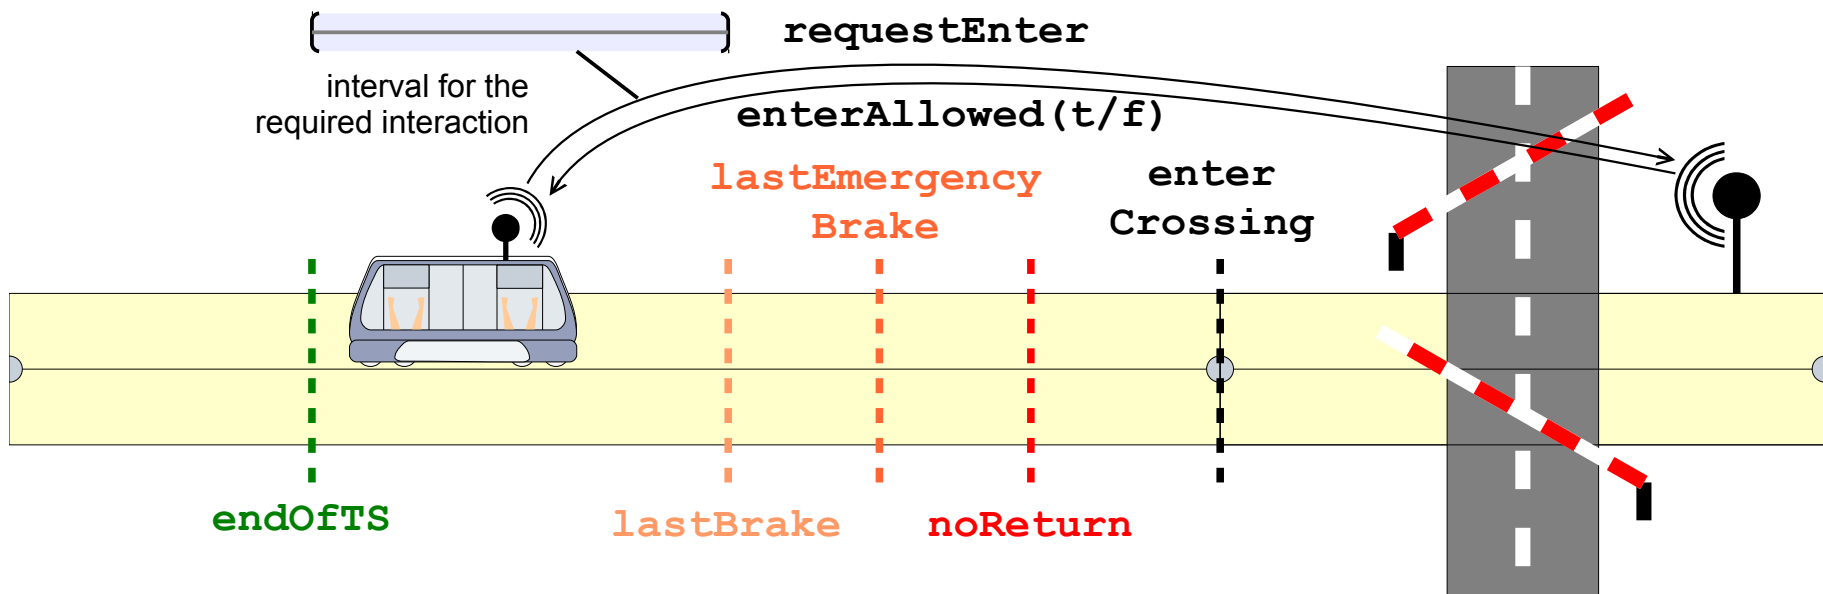 requestEnter
interval for the
required interaction
enterAllowed(t/f)
lastEmergency
Brake
enter
Crossing
endOfTS
lastBrake
noReturn